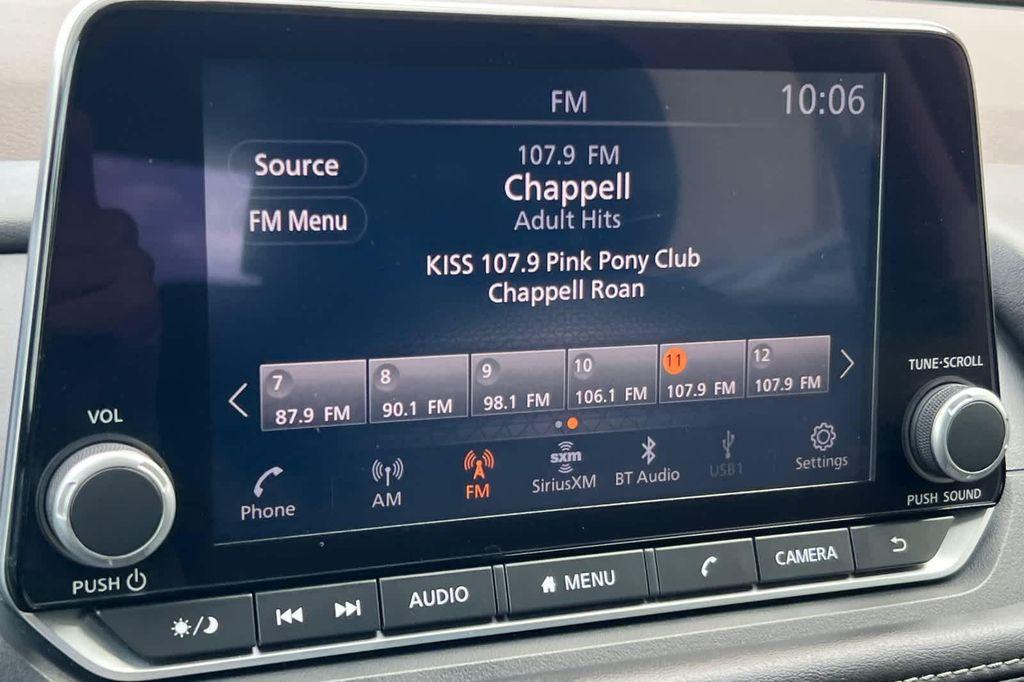 FM
10:06
Source
FM Menu
107.9 FM
Chappell
Adult Hits
KISS 107.9 Pink Pony Club
Chappell Roan
7
87.9 FM
8
90.1 FM
9
98.1 FM
10
106.1 FM
11
107.9 FM
12
107.9 FM
Phone
AM
FM
sxm
SiriusXM
BT Audio
USB1
Settings
VOL
PUSH
TUNE·SCROLL
PUSH SOUND
AUDIO
MENU
CAMERA